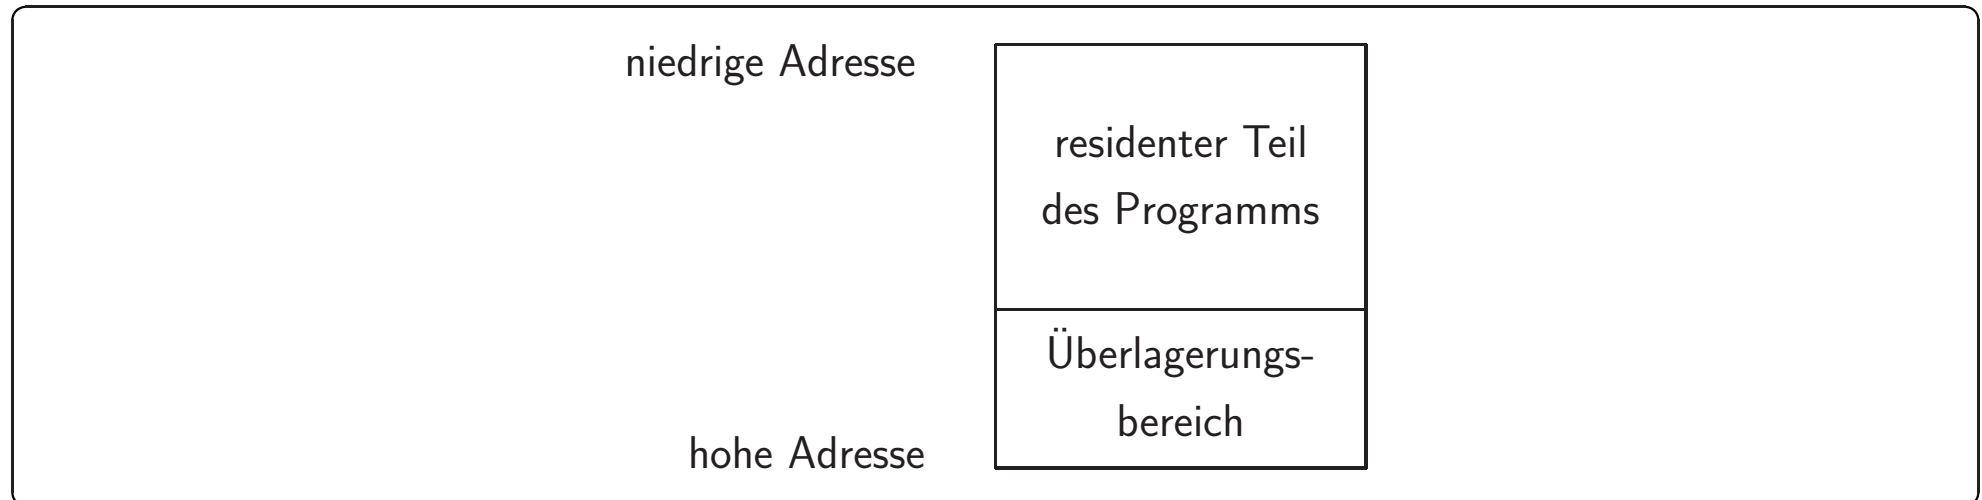 niedrige Adresse
residenter Teil
des Programms
Überlagerungs-
bereich
hohe Adresse